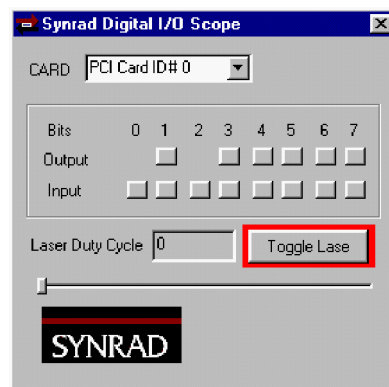 Synrad Digital I/O Scope
CARD PCI Card ID# 0
Bits 0 1 2 3 4 5 6 7
Output
Input
Laser Duty Cycle 0 Toggle Lase
SYNRAD